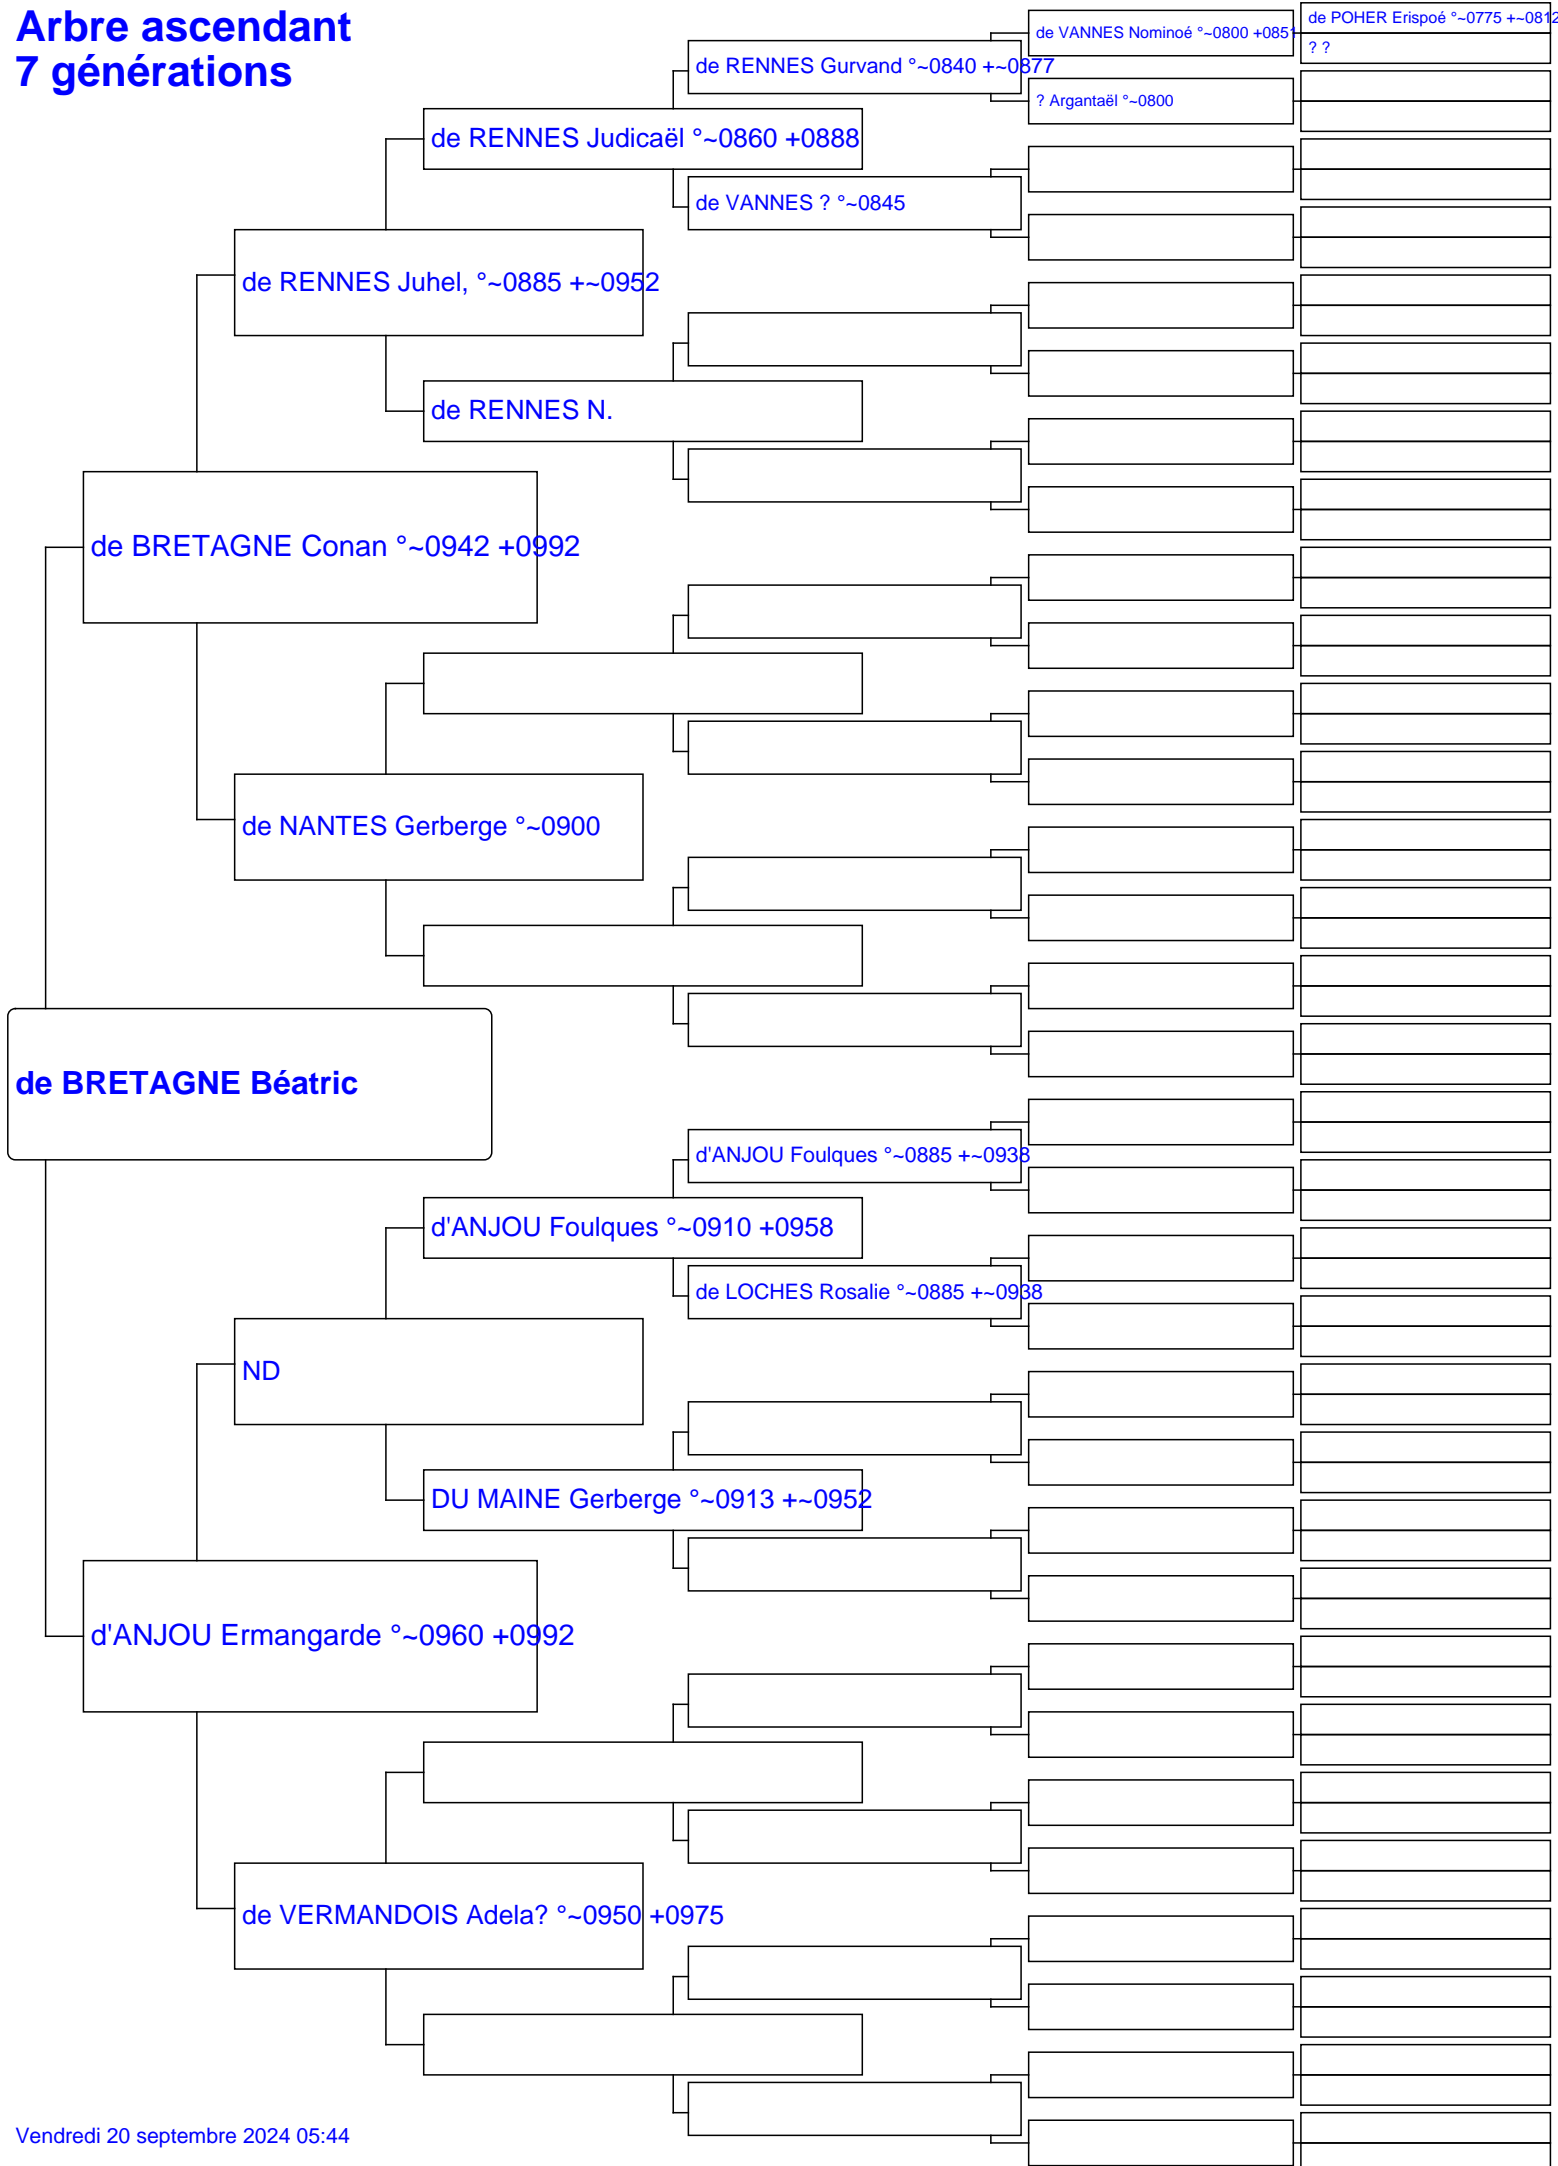 Arbre ascendant
7 générations
de POHER Erispoé °~0775 +~0812
de VANNES Nominoé °~0800 +0851
? ?
de RENNES Gurvand °~0840 +~0877
? Argantaël °~0800
de RENNES Judicaël °~0860 +0888
de VANNES ? °~0845
de RENNES Juhel, °~0885 +~0952
de RENNES N.
de BRETAGNE Conan °~0942 +0992
de NANTES Gerberge °~0900
de BRETAGNE Béatric
d'ANJOU Foulques °~0885 +~0938
d'ANJOU Foulques °~0910 +0958
de LOCHES Rosalie °~0885 +~0938
ND
DU MAINE Gerberge °~0913 +~0952
d'ANJOU Ermangarde °~0960 +0992
de VERMANDOIS Adela? °~0950 +0975
Vendredi 20 septembre 2024 05:44